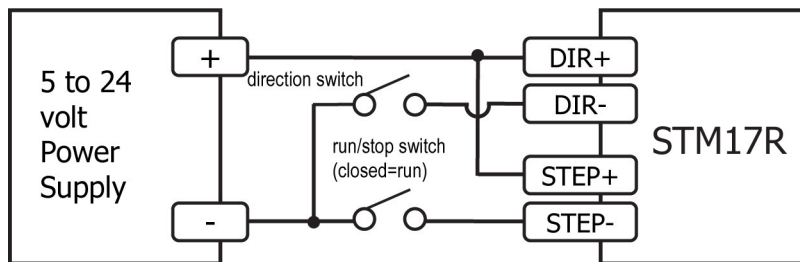 5 to 24
volt
Power
Supply
+
-
direction switch
run/stop switch
(closed=run)
DIR+
DIR-
STEP+
STEP-
STM17R